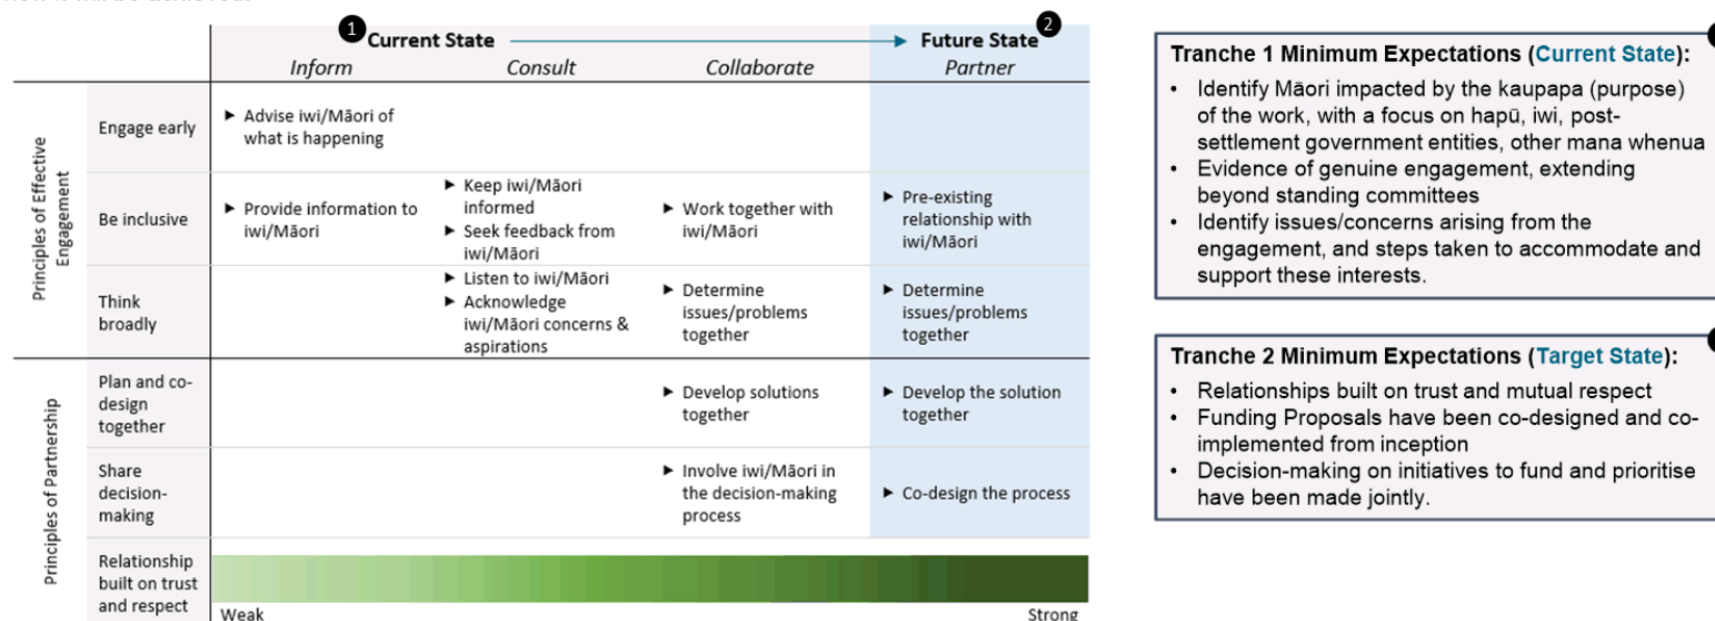 1
Current State
2
Future State
Inform
Consult
Collaborate
Partner
Principles of Effective
Engagement
Engage early
► Advise iwi/Māori of
what is happening
Be inclusive
► Provide information to
iwi/Māori
► Keep iwi/Māori
informed
► Seek feedback from
iwi/Māori
► Work together with
iwi/Māori
► Pre-existing
relationship with
iwi/Māori
Think
broadly
► Listen to iwi/Māori
► Acknowledge
iwi/Māori concerns &
aspirations
► Determine
issues/problems
together
► Determine
issues/problems
together
Principles of Partnership
Plan and co-
design
together
► Develop solutions
together
► Develop the solution
together
Share
decision-
making
► Involve iwi/Māori in
the decision-making
process
► Co-design the process
Relationship
built on trust
and respect
Weak
Strong
Tranche 1 Minimum Expectations (Current State):
• Identify Māori impacted by the kaupapa (purpose)
of the work, with a focus on hapū, iwi, post-
settlement government entities, other mana whenua
• Evidence of genuine engagement, extending
beyond standing committees
• Identify issues/concerns arising from the
engagement, and steps taken to accommodate and
support these interests.
Tranche 2 Minimum Expectations (Target State):
• Relationships built on trust and mutual respect
• Funding Proposals have been co-designed and co-
implemented from inception
• Decision-making on initiatives to fund and prioritise
have been made jointly.